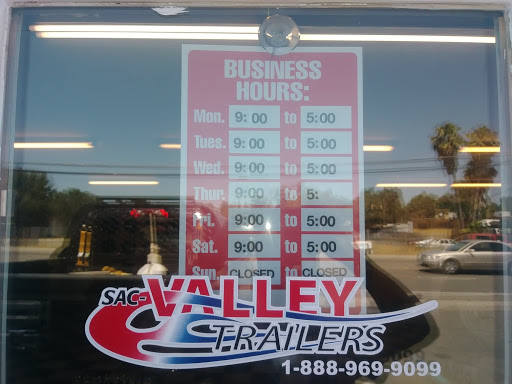 BUSINESS
HOURS:
Mon. 9:00 to 5:00
Tues. 9:00 to 5:00
Wed. 9:00 to 5:00
Thur. 9:00 to 5:
Fri. 9:00 to 5:00
Sat. 9:00 to 5:00
Sun. CLOSED to CLOSED
SAC-VALLEY
TRAILERS
1-888-969-9099